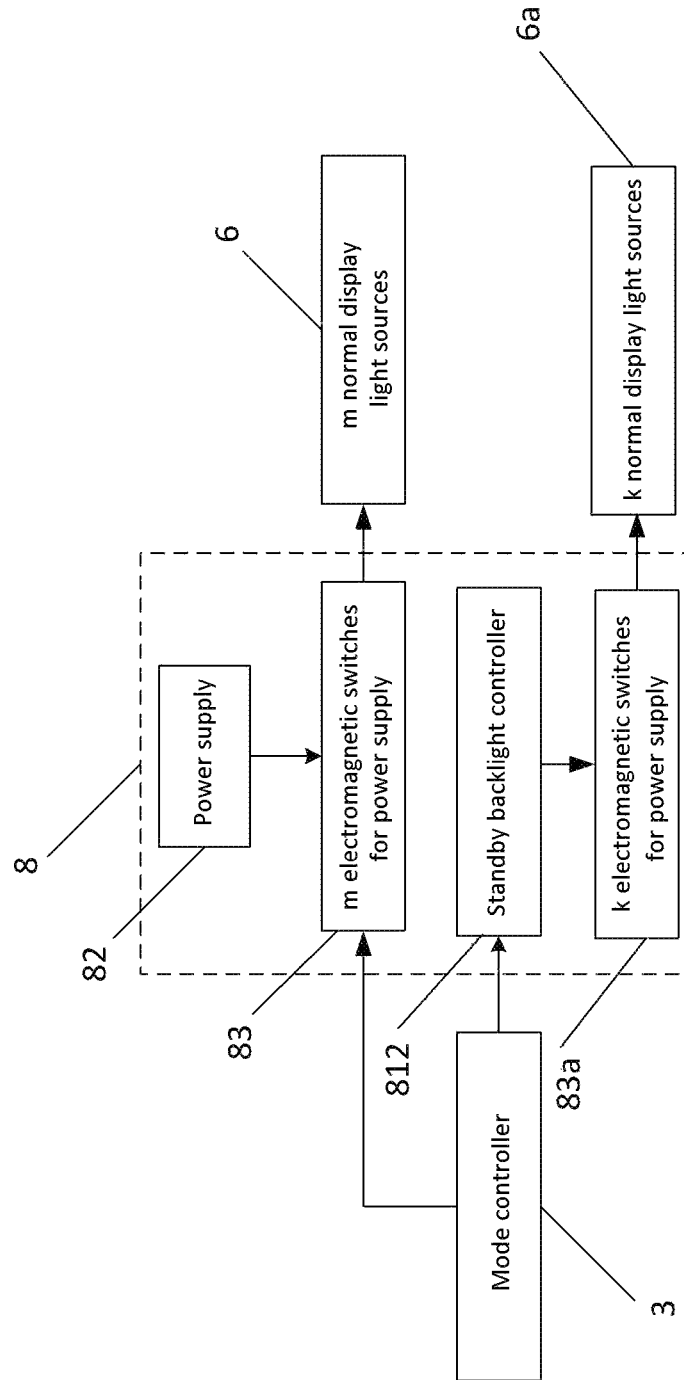 8
82
Power supply
83
m electromagnetic switches
for power supply
6
m normal display
light sources
812
Standby backlight controller
3
Mode controller
83a
k electromagnetic switches
for power supply
6a
k normal display light sources